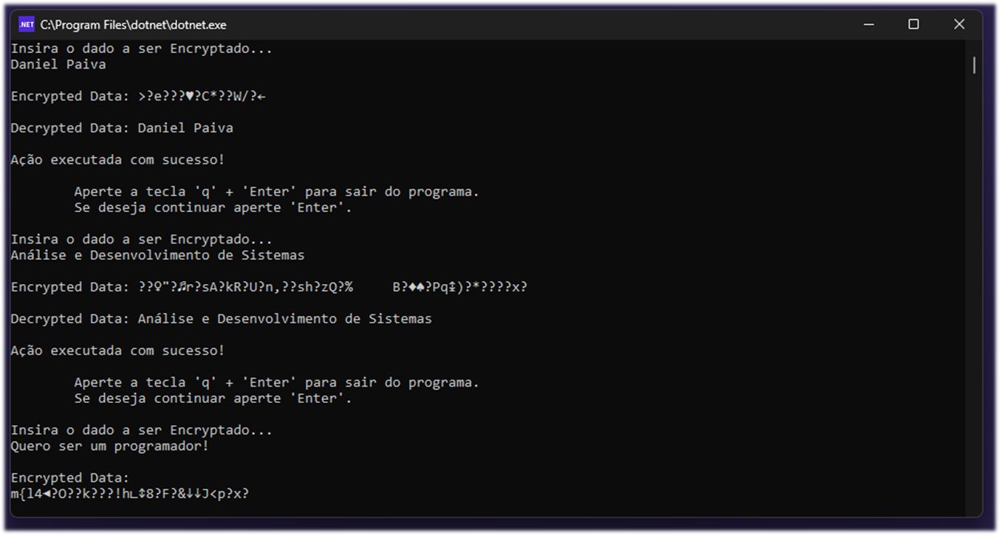 .NET C:\Program Files\dotnet\dotnet.exe
Insira o dado a ser Encryptado...
Daniel Paiva
Encrypted Data: >?e???♥?C*??W/?←
Decrypted Data: Daniel Paiva
Ação executada com sucesso!
Aperte a tecla 'q' + 'Enter' para sair do programa.
Se deseja continuar aperte 'Enter'.
Insira o dado a ser Encryptado...
Análise e Desenvolvimento de Sistemas
Encrypted Data: ??♀"?♫r?sA?kR?U?n,??sh?zQ?%     B?♦♠?Pq↨)?*????x?
Decrypted Data: Análise e Desenvolvimento de Sistemas
Ação executada com sucesso!
Aperte a tecla 'q' + 'Enter' para sair do programa.
Se deseja continuar aperte 'Enter'.
Insira o dado a ser Encryptado...
Quero ser um programador!
Encrypted Data:
m{l4◄?O??k???!h∟↕8?F?&↓↓J<p?x?